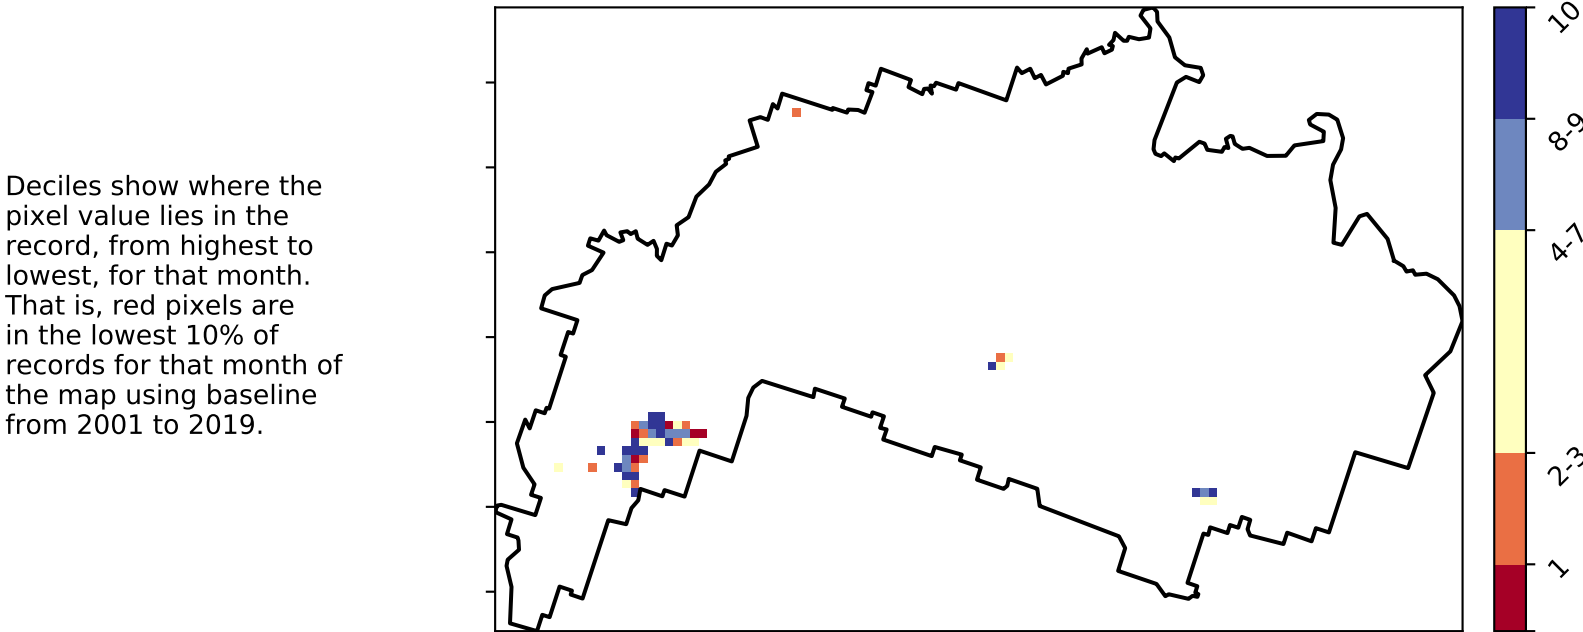 Deciles show where the
pixel value lies in the
record, from highest to
lowest, for that month.
That is, red pixels are
in the lowest 10% of
records for that month of
the map using baseline
from 2001 to 2019.
10
8-9
4-7
2-3
1